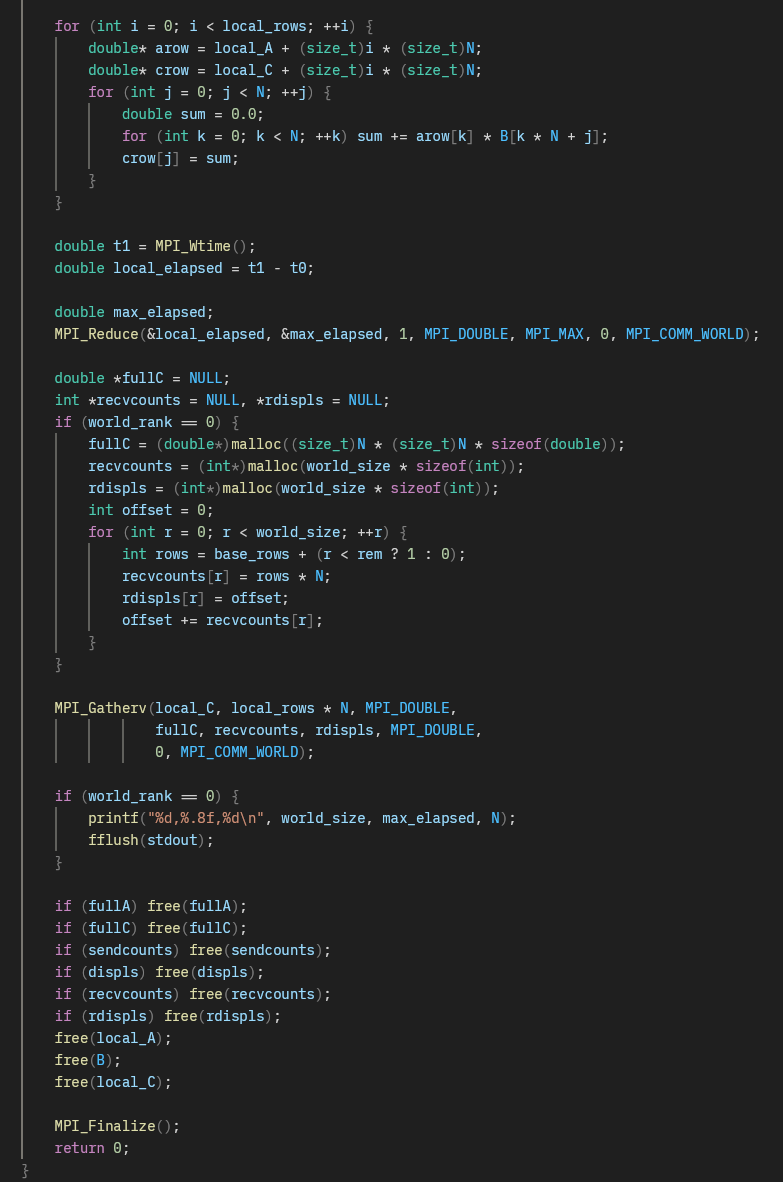 for (int i = 0; i < local_rows; ++i) {
double* arow = local_A + (size_t)i * (size_t)N;
double* crow = local_C + (size_t)i * (size_t)N;
for (int j = 0; j < N; ++j) {
double sum = 0.0;
for (int k = 0; k < N; ++k) sum += arow[k] * B[k * N + j];
crow[j] = sum;
}
}
double t1 = MPI_Wtime();
double local_elapsed = t1 - t0;
double max_elapsed;
MPI_Reduce(&local_elapsed, &max_elapsed, 1, MPI_DOUBLE, MPI_MAX, 0, MPI_COMM_WORLD);
double *fullC = NULL;
int *recvcounts = NULL, *rdispls = NULL;
if (world_rank == 0) {
fullC = (double*)malloc((size_t)N * (size_t)N * sizeof(double));
recvcounts = (int*)malloc(world_size * sizeof(int));
rdispls = (int*)malloc(world_size * sizeof(int));
int offset = 0;
for (int r = 0; r < world_size; ++r) {
int rows = base_rows + (r < rem ? 1 : 0);
recvcounts[r] = rows * N;
rdispls[r] = offset;
offset += recvcounts[r];
}
}
MPI_Gatherv(local_C, local_rows * N, MPI_DOUBLE,
fullC, recvcounts, rdispls, MPI_DOUBLE,
0, MPI_COMM_WORLD);
if (world_rank == 0) {
printf("%d,%.8f,%d\n", world_size, max_elapsed, N);
fflush(stdout);
}
if (fullA) free(fullA);
if (fullC) free(fullC);
if (sendcounts) free(sendcounts);
if (displs) free(displs);
if (recvcounts) free(recvcounts);
if (rdispls) free(rdispls);
free(local_A);
free(B);
free(local_C);
MPI_Finalize();
return 0;
}